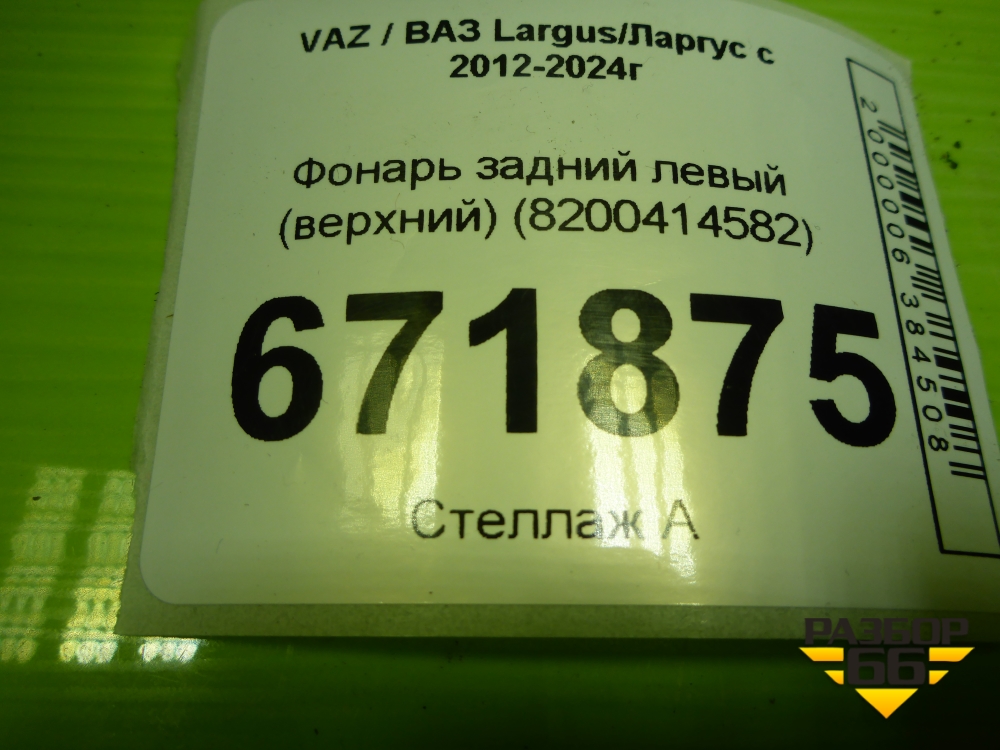 VAZ / ВАЗ Largus/Ларгус с
2012-2024г
Фонарь задний левый
(верхний) (8200414582)
671875
Стеллаж А
2000006384508
РАЗБОР
66